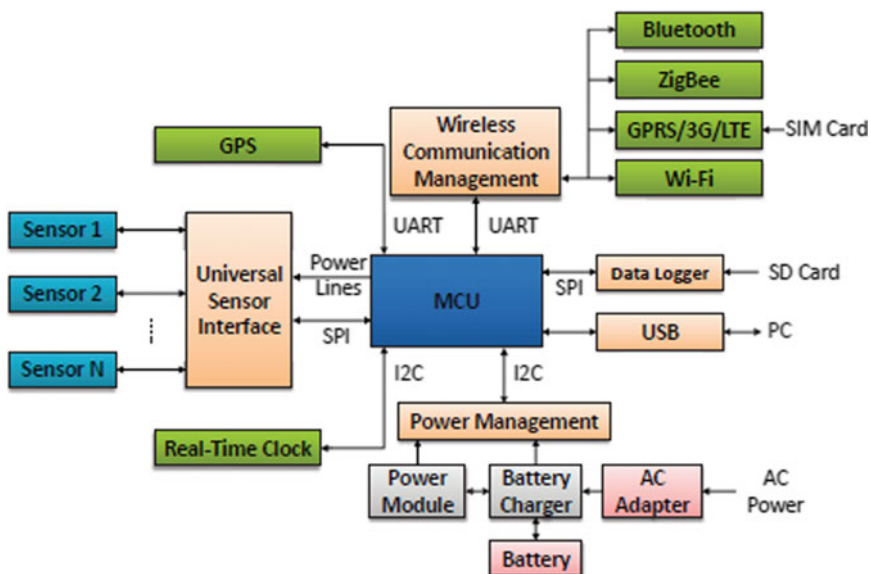 Bluetooth
ZigBee
GPRS/3G/LTE
SIM Card
Wi-Fi
Wireless
Communication
Management
GPS
UART
UART
Sensor 1
Sensor 2
Sensor N
Universal
Sensor
Interface
Power
Lines
SPI
MCU
SPI
Data Logger
SD Card
USB
PC
I2C
I2C
Real-Time Clock
Power Management
Power
Module
Battery
Charger
AC
Adapter
AC
Power
Battery